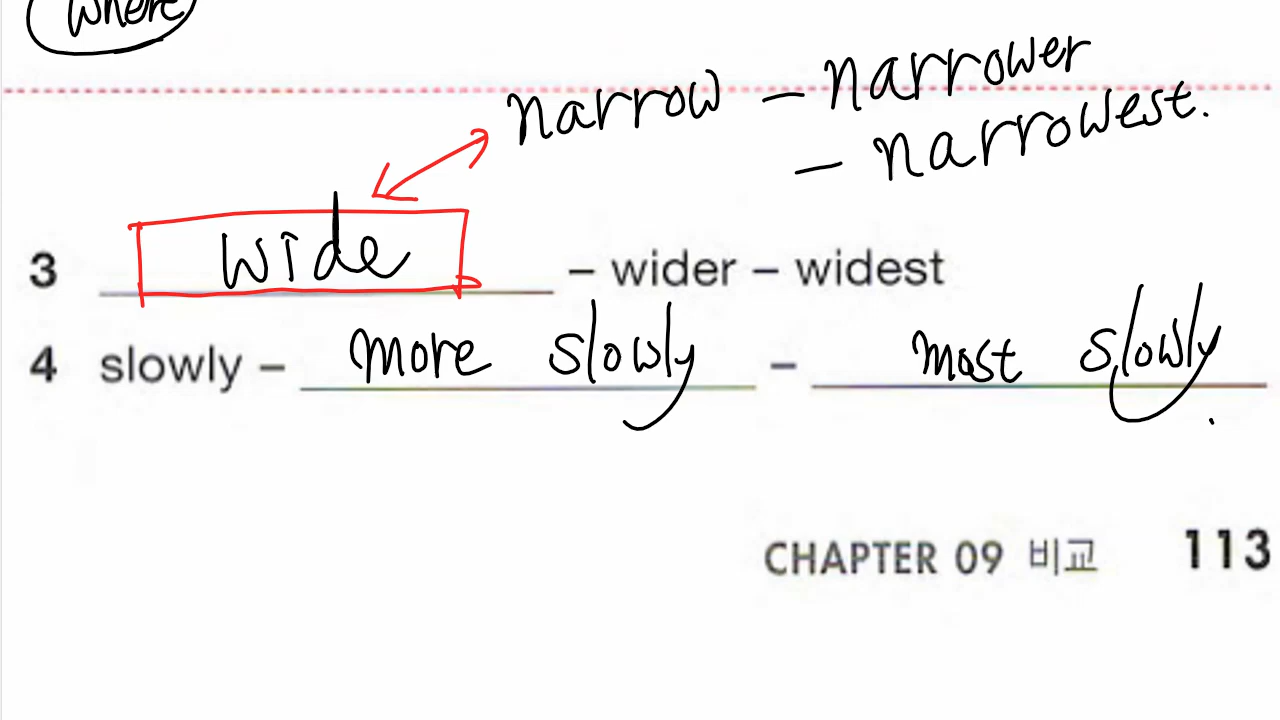 where
narrow – narrower
– narrowest.
3 wide – wider – widest
4 slowly – more slowly – most slowly.
CHAPTER 09 비교 113